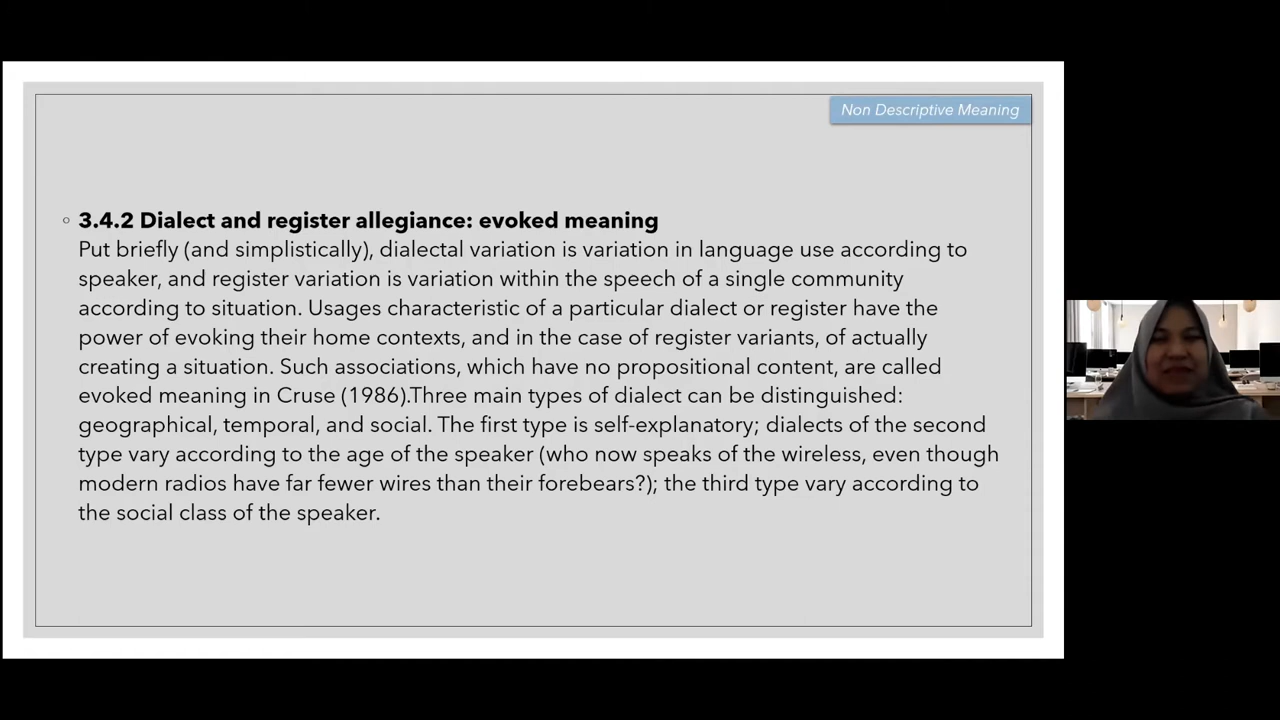 Non Descriptive Meaning
◦ 3.4.2 Dialect and register allegiance: evoked meaning
Put briefly (and simplistically), dialectal variation is variation in language use according to
speaker, and register variation is variation within the speech of a single community
according to situation. Usages characteristic of a particular dialect or register have the
power of evoking their home contexts, and in the case of register variants, of actually
creating a situation. Such associations, which have no propositional content, are called
evoked meaning in Cruse (1986).Three main types of dialect can be distinguished:
geographical, temporal, and social. The first type is self-explanatory; dialects of the second
type vary according to the age of the speaker (who now speaks of the wireless, even though
modern radios have far fewer wires than their forebears?); the third type vary according to
the social class of the speaker.